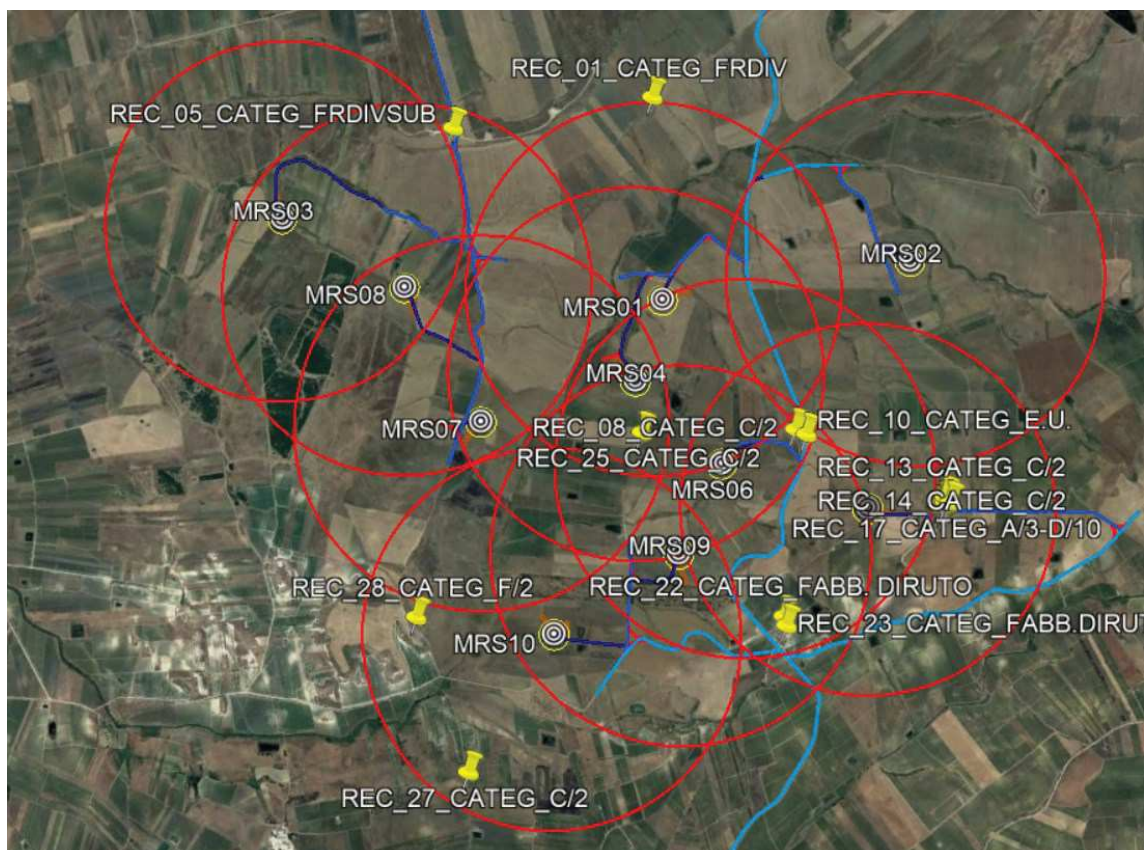 REC_01_CATEG_FRDIV
REC_05_CATEG_FRDIVSUB
MRS03
MRS02
MRS08
MRS01
MRS04
MRS07
REC_08_CATEG_C/2
REC_10_CATEG_E.U.
REC_25_CATEG_C/2
REC_13_CATEG_C/2
MRS06
REC_14_CATEG_C/2
REC_17_CATEG_A/3-D/10
MRS09
REC_28_CATEG_F/2
REC_22_CATEG_FABB. DIRUTO
REC_23_CATEG_FABB.DIRUT
MRS10
REC_27_CATEG_C/2